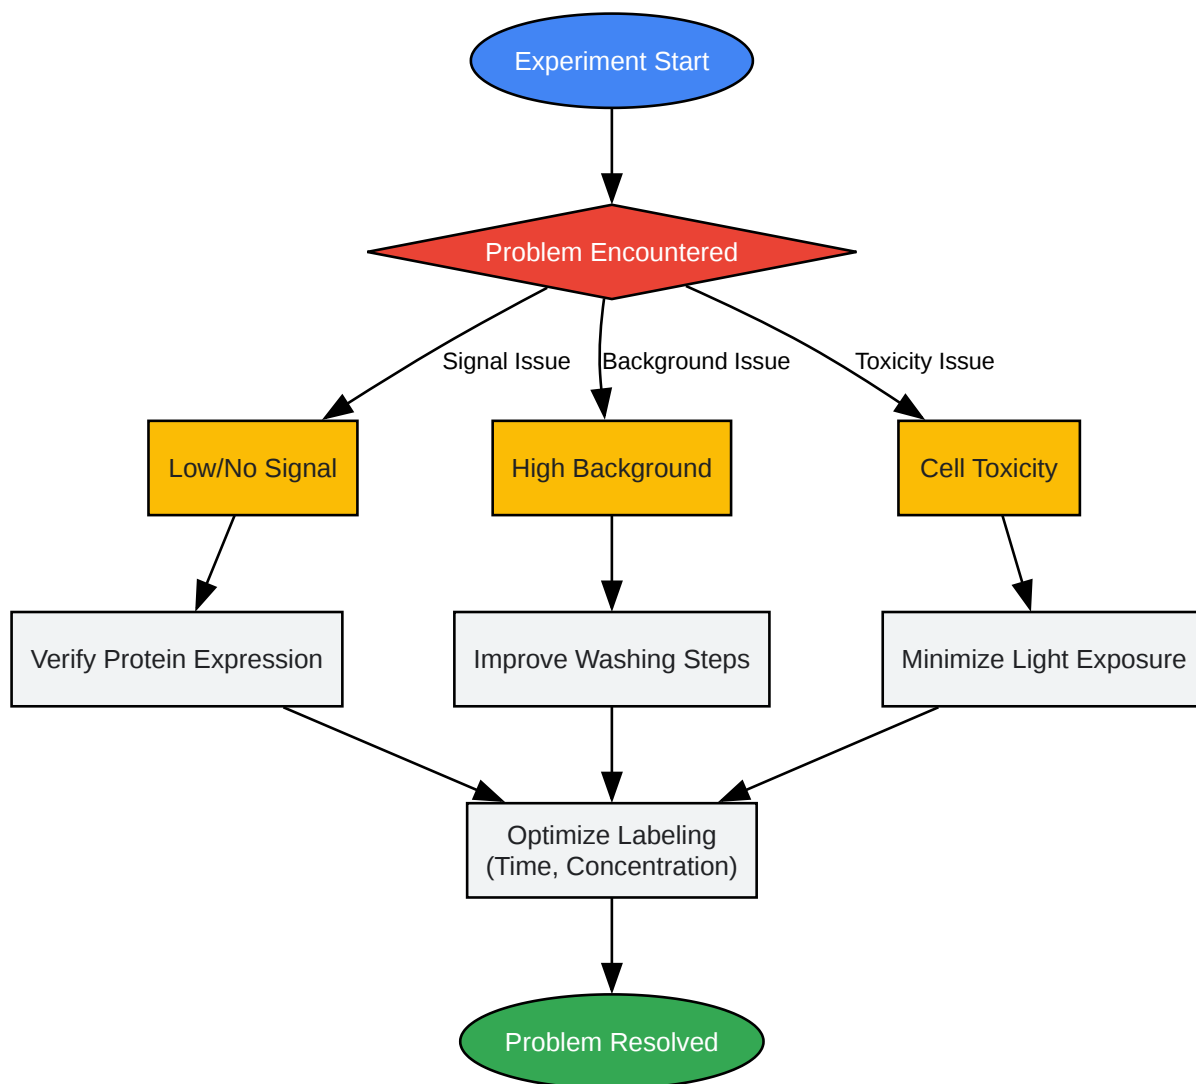 Experiment Start
Problem Encountered
Signal Issue
Background Issue
Toxicity Issue
Low/No Signal
High Background
Cell Toxicity
Verify Protein Expression
Improve Washing Steps
Minimize Light Exposure
Optimize Labeling
(Time, Concentration)
Problem Resolved